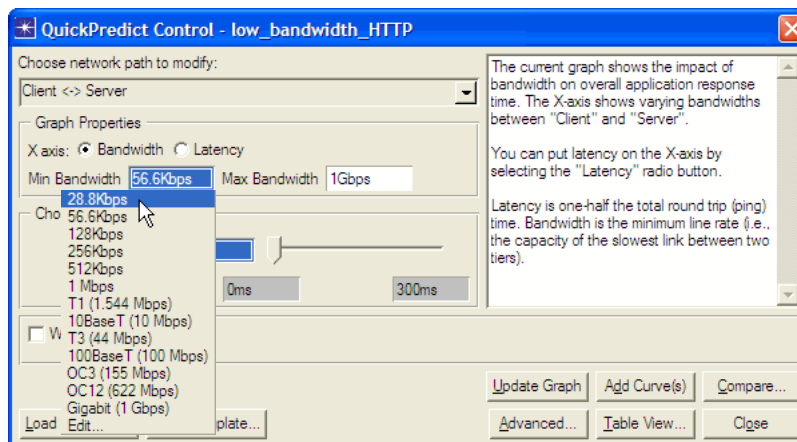 QuickPredict Control - low_bandwidth_HTTP
Choose network path to modify:
Client <-> Server
Graph Properties
X axis: Bandwidth Latency
Min Bandwidth 56.6Kbps Max Bandwidth 1Gbps
28.8Kbps
Cho
56.6Kbps
128Kbps
256Kbps
512Kbps
1 Mbps
0ms 300ms
T1 (1.544 Mbps)
10BaseT (10 Mbps)
W
T3 (44 Mbps)
100BaseT (100 Mbps)
OC3 (155 Mbps)
OC12 (622 Mbps)
Gigabit (1 Gbps)
Edit...
Load plate...
The current graph shows the impact of
bandwidth on overall application response
time. The X-axis shows varying bandwidths
between "Client" and "Server".
You can put latency on the X-axis by
selecting the "Latency" radio button.
Latency is one-half the total round trip (ping)
time. Bandwidth is the minimum line rate (i.e.,
the capacity of the slowest link between two
tiers).
Update Graph Add Curve(s) Compare...
Advanced... Table View... Close